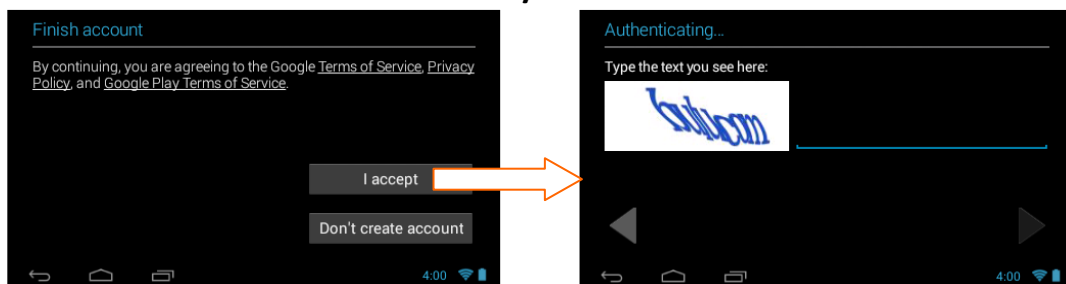 Finish account
By continuing, you are agreeing to the Google Terms of Service, Privacy
Policy, and Google Play Terms of Service.
I accept
Don't create account
4:00
Authenticating...
Type the text you see here:
4:00